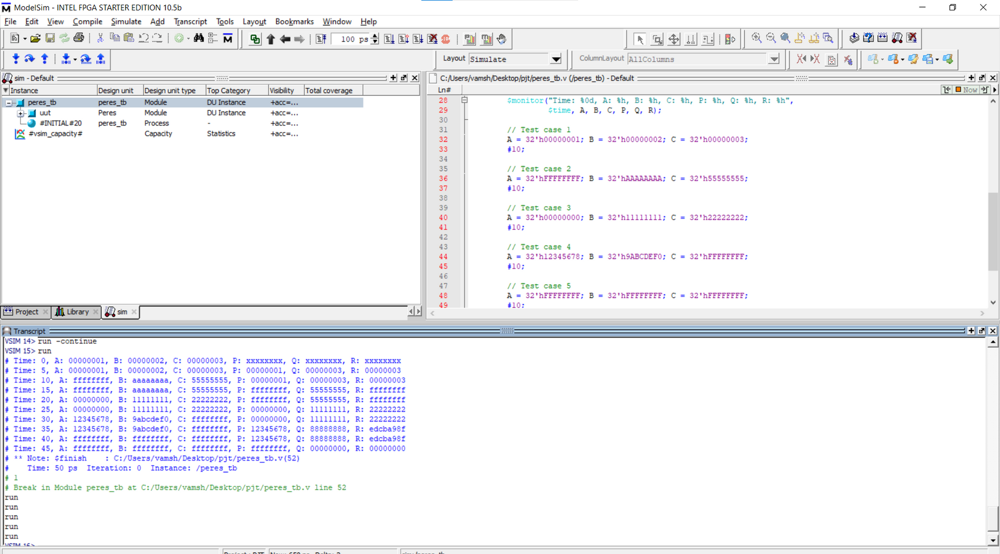 ModelSim - INTEL FPGA STARTER EDITION 10.5b
File Edit View Compile Simulate Add Transcript Tools Layout Bookmarks Window Help
100 ps
Layout Simulate ColumnLayout AllColumns
sim - Default
Instance Design unit Design unit type Top Category Visibility Total coverage
peres_tb peres_tb Module DU Instance +acc=...
uut Peres Module DU Instance +acc=...
#INITIAL#20 peres_tb Process - +acc=...
#vsim_capacity# Capacity Statistics +acc=...
Project Library sim
C:/Users/vamsh/Desktop/pjt/peres_tb.v (/peres_tb) - Default
Ln# Now
28 $monitor("Time: %0d, A: %h, B: %h, C: %h, P: %h, Q: %h, R: %h",
29 $time, A, B, C, P, Q, R);
30
31 // Test case 1
32 A = 32'h00000001; B = 32'h00000002; C = 32'h00000003;
33 #10;
34
35 // Test case 2
36 A = 32'hFFFFFFFF; B = 32'hAAAAAAAA; C = 32'h55555555;
37 #10;
38
39 // Test case 3
40 A = 32'h00000000; B = 32'h11111111; C = 32'h22222222;
41 #10;
42
43 // Test case 4
44 A = 32'h12345678; B = 32'h9ABCDEF0; C = 32'hFFFFFFFF;
45 #10;
46
47 // Test case 5
48 A = 32'hFFFFFFFF; B = 32'hFFFFFFFF; C = 32'hFFFFFFFF;
49 #10;
Transcript
VSIM 14> run -continue
VSIM 15> run
# Time: 0, A: 00000001, B: 00000002, C: 00000003, P: xxxxxxxx, Q: xxxxxxxx, R: xxxxxxxx
# Time: 5, A: 00000001, B: 00000002, C: 00000003, P: 00000001, Q: 00000003, R: 00000003
# Time: 10, A: ffffffff, B: aaaaaaaa, C: 55555555, P: 00000001, Q: 00000003, R: 00000003
# Time: 15, A: ffffffff, B: aaaaaaaa, C: 55555555, P: ffffffff, Q: 55555555, R: ffffffff
# Time: 20, A: 00000000, B: 11111111, C: 22222222, P: ffffffff, Q: 55555555, R: ffffffff
# Time: 25, A: 00000000, B: 11111111, C: 22222222, P: 00000000, Q: 11111111, R: 22222222
# Time: 30, A: 12345678, B: 9abcdef0, C: ffffffff, P: 00000000, Q: 11111111, R: 22222222
# Time: 35, A: 12345678, B: 9abcdef0, C: ffffffff, P: 12345678, Q: 88888888, R: edcba98f
# Time: 40, A: ffffffff, B: ffffffff, C: ffffffff, P: 12345678, Q: 88888888, R: edcba98f
# Time: 45, A: ffffffff, B: ffffffff, C: ffffffff, P: ffffffff, Q: 00000000, R: 00000000
# ** Note: $finish : C:/Users/vamsh/Desktop/pjt/peres_tb.v(52)
# Time: 50 ps Iteration: 0 Instance: /peres_tb
# 1
# Break in Module peres_tb at C:/Users/vamsh/Desktop/pjt/peres_tb.v line 52
run
run
run
run
run
VSIM 16>